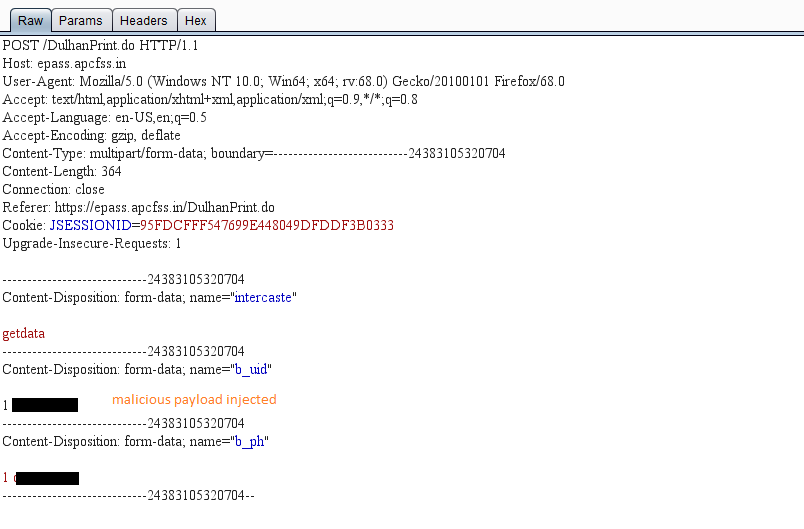 Raw Params Headers Hex
POST /DulhanPrint.do HTTP/1.1
Host: epass.apcfss.in
User-Agent: Mozilla/5.0 (Windows NT 10.0; Win64; x64; rv:68.0) Gecko/20100101 Firefox/68.0
Accept: text/html,application/xhtml+xml,application/xml;q=0.9,*/*;q=0.8
Accept-Language: en-US,en;q=0.5
Accept-Encoding: gzip, deflate
Content-Type: multipart/form-data; boundary=---------------------------24383105320704
Content-Length: 364
Connection: close
Referer: https://epass.apcfss.in/DulhanPrint.do
Cookie: JSESSIONID=95FDCFFF547699E448049DFDDF3B0333
Upgrade-Insecure-Requests: 1
-----------------------------24383105320704
Content-Disposition: form-data; name="intercaste"
getdata
-----------------------------24383105320704
Content-Disposition: form-data; name="b_uid"
1 malicious payload injected
-----------------------------24383105320704
Content-Disposition: form-data; name="b_ph"
1
-----------------------------24383105320704--